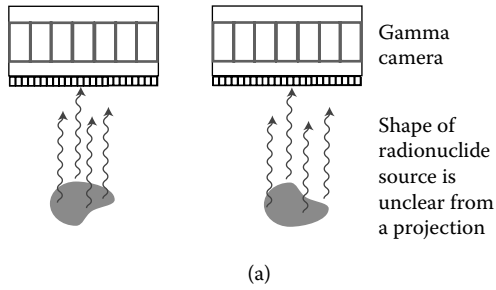 Gamma
camera
Shape of
radionuclide
source is
unclear from
a projection
(a)